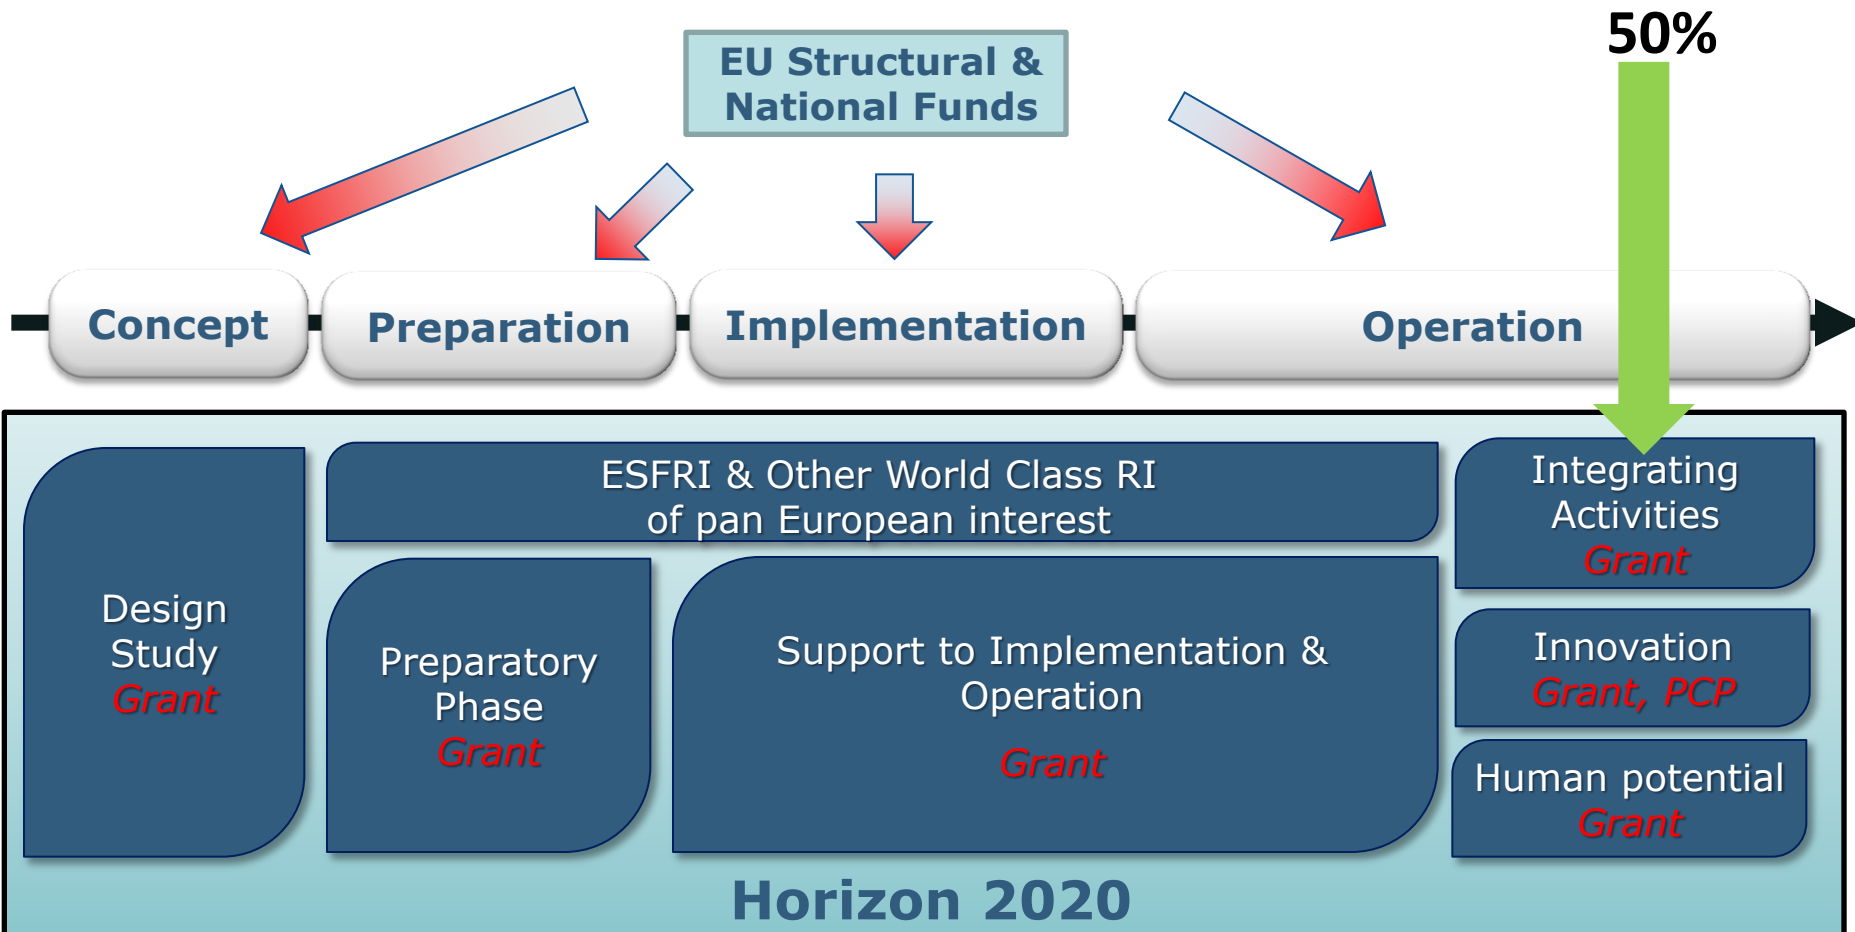 50%
EU Structural &
National Funds
Concept
Preparation
Implementation
Operation
ESFRI & Other World Class RI
of pan European interest
Design
Study
Grant
Preparatory
Phase
Grant
Support to Implementation &
Operation
Grant
Integrating
Activities
Grant
Innovation
Grant, PCP
Human potential
Grant
Horizon 2020